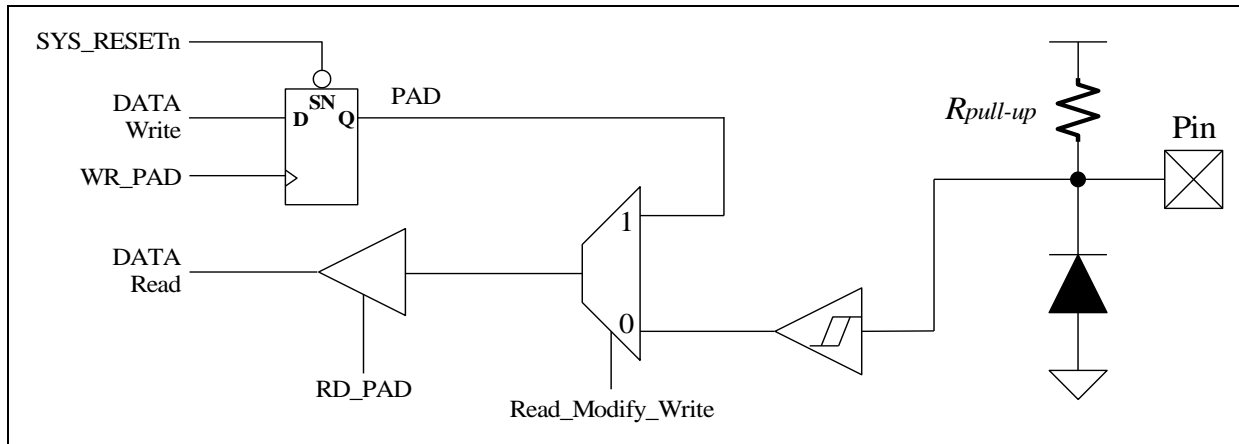 SYS_RESETn
DATA
Write
WR_PAD
SN
D
Q
PAD
Rpull-up
Pin
1
0
DATA
Read
RD_PAD
Read_Modify_Write